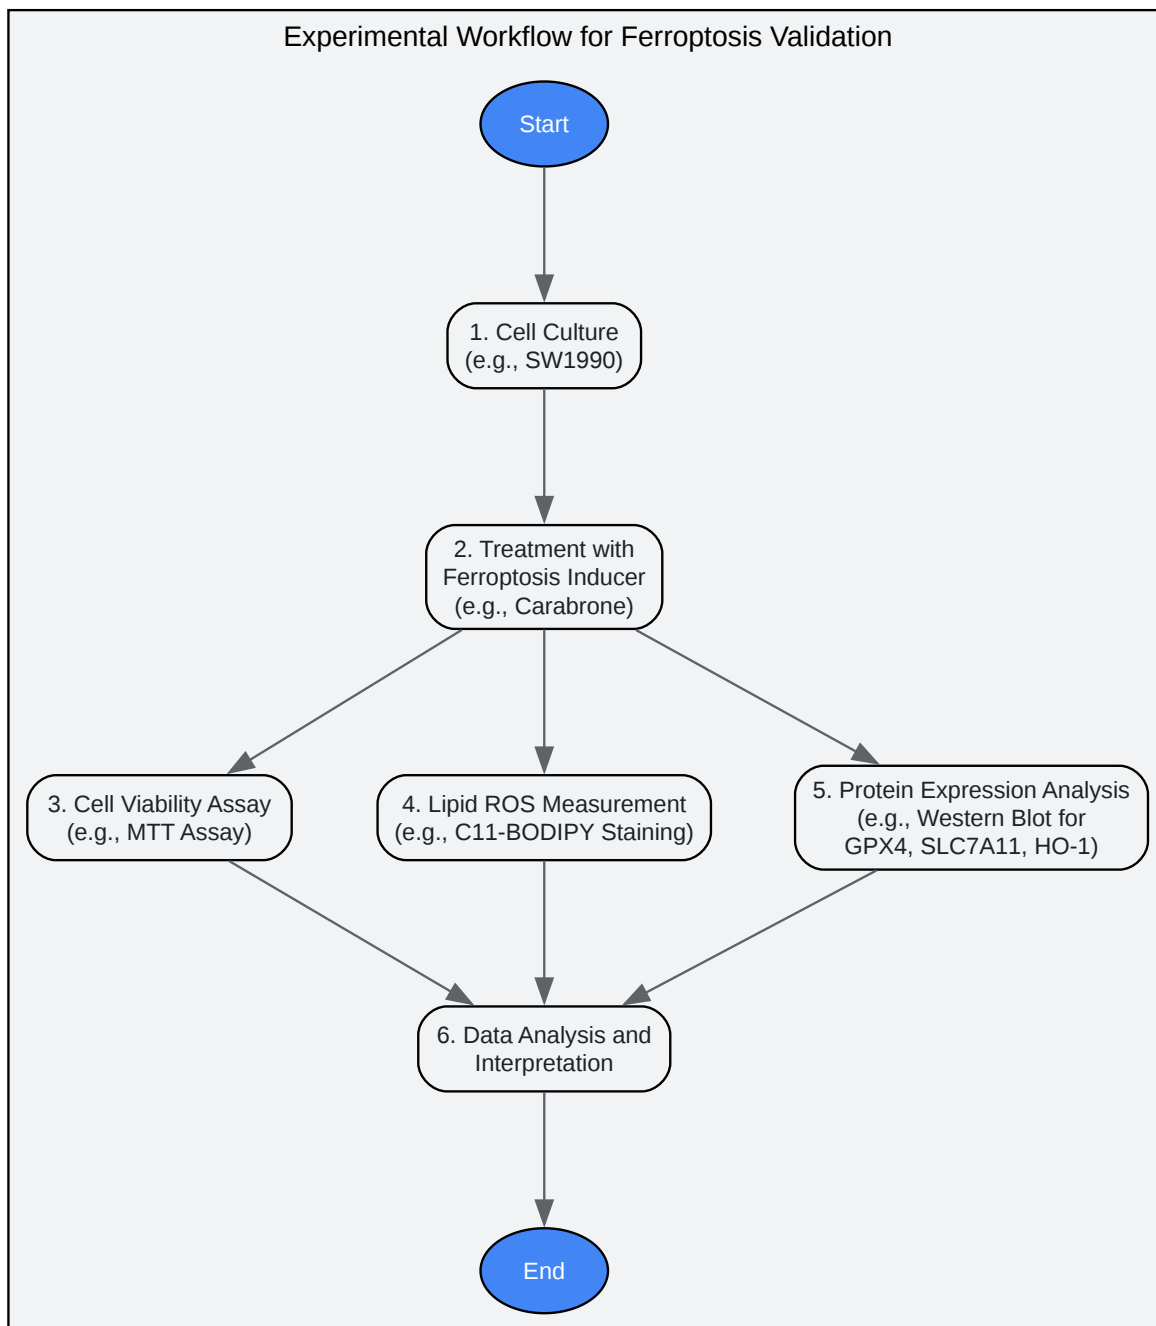 Experimental Workflow for Ferroptosis Validation
Start
1. Cell Culture
(e.g., SW1990)
2. Treatment with
Ferroptosis Inducer
(e.g., Carabrone)
3. Cell Viability Assay
(e.g., MTT Assay)
4. Lipid ROS Measurement
(e.g., C11-BODIPY Staining)
5. Protein Expression Analysis
(e.g., Western Blot for
GPX4, SLC7A11, HO-1)
6. Data Analysis and
Interpretation
End